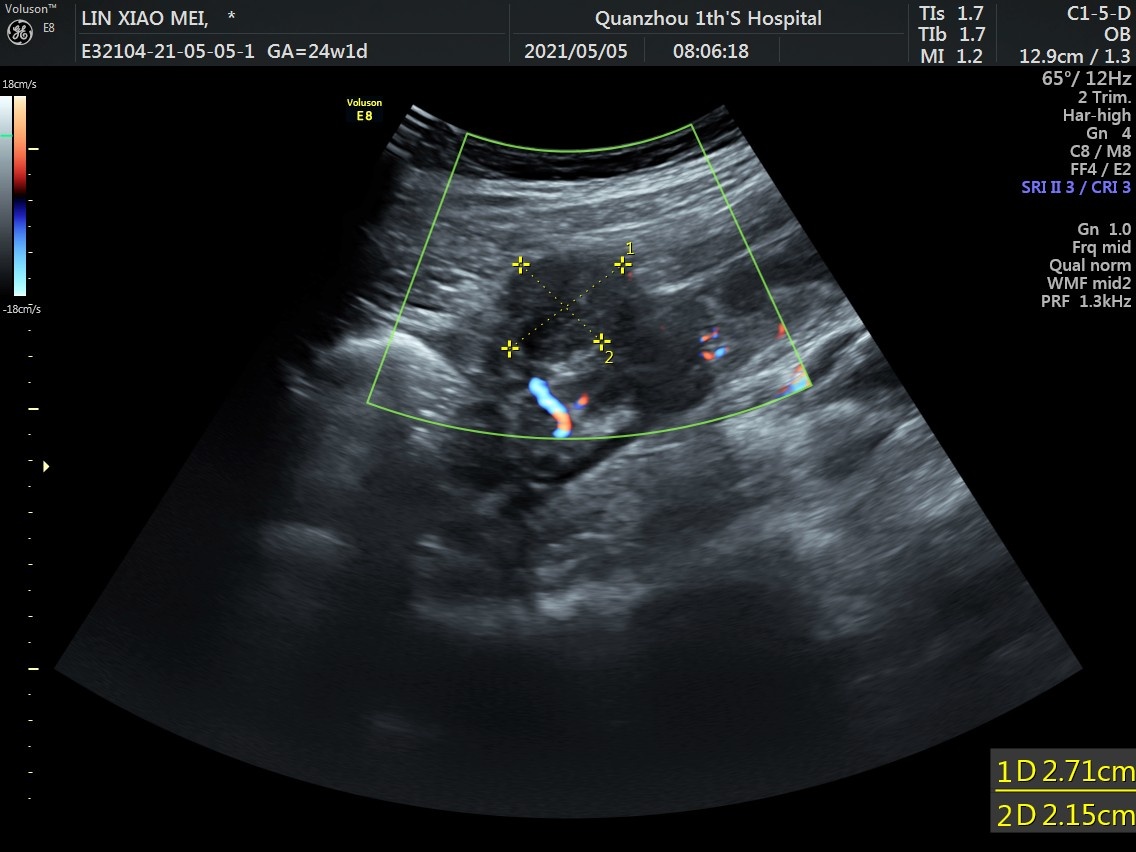 Voluson™
E8
LIN XIAO MEI, *
E32104-21-05-05-1 GA=24w1d
Quanzhou 1th'S Hospital
2021/05/05 08:06:18
TIs 1.7
TIb 1.7
MI 1.2
C1-5-D
OB
12.9cm / 1.3
65°/ 12Hz
2 Trim.
Har-high
Gn 4
C8 / M8
FF4 / E2
SRI II 3 / CRI 3
Gn 1.0
Frq mid
Qual norm
WMF mid2
PRF 1.3kHz
18cm/s
-18cm/s
Voluson
E8
1
2
1 D 2.71cm
2 D 2.15cm